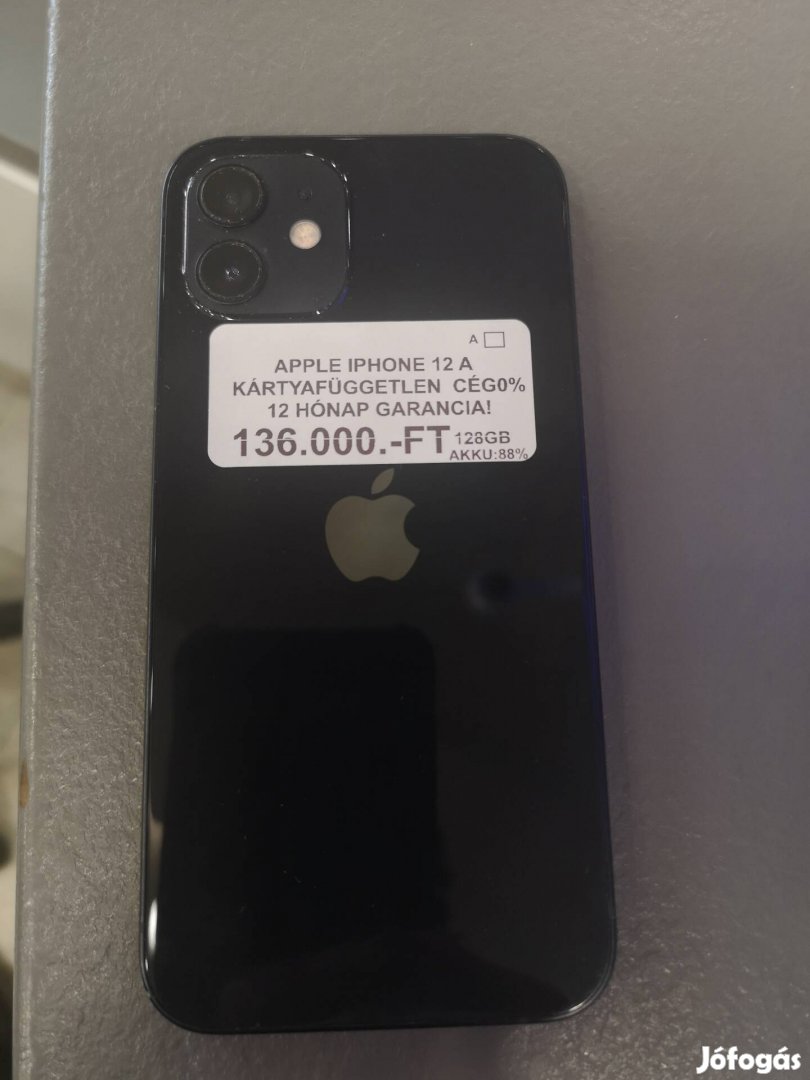 A
APPLE IPHONE 12 A
KÁRTYAFÜGGETLEN CÉG0%
12 HÓNAP GARANCIA!
136.000.-FT 128GB
AKKU:88%
Jófogás